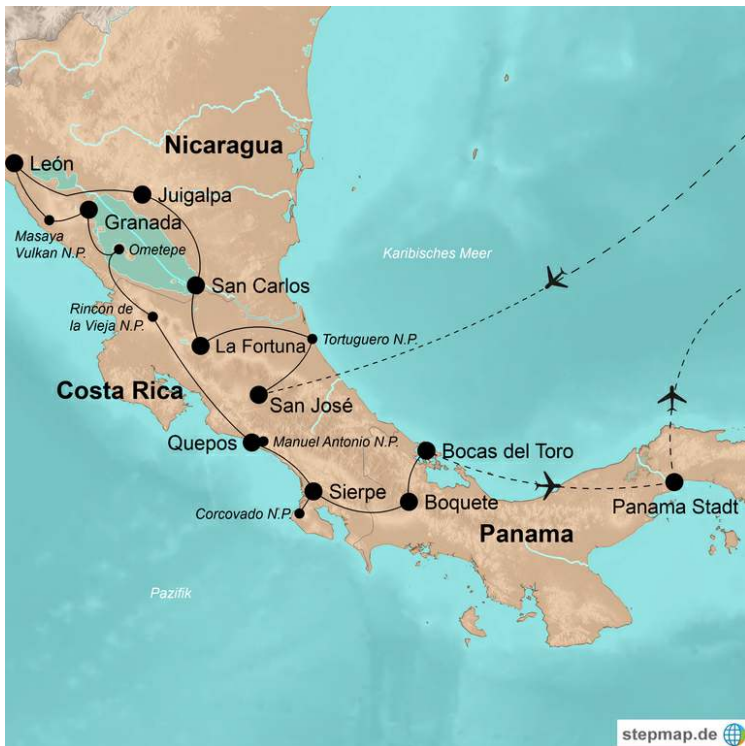 Nicaragua
León
Juigalpa
Granada
Masaya
Vulkan N.P.
Ometepe
Karibisches Meer
San Carlos
Rincon de
la Vieja N.P.
La Fortuna
Tortuguero N.P.
Costa Rica
San José
Quepos
Manuel Antonio N.P.
Bocas del Toro
Sierpe
Boquete
Corcovado N.P.
Panama Stadt
Panama
Pazifik
stepmap.de